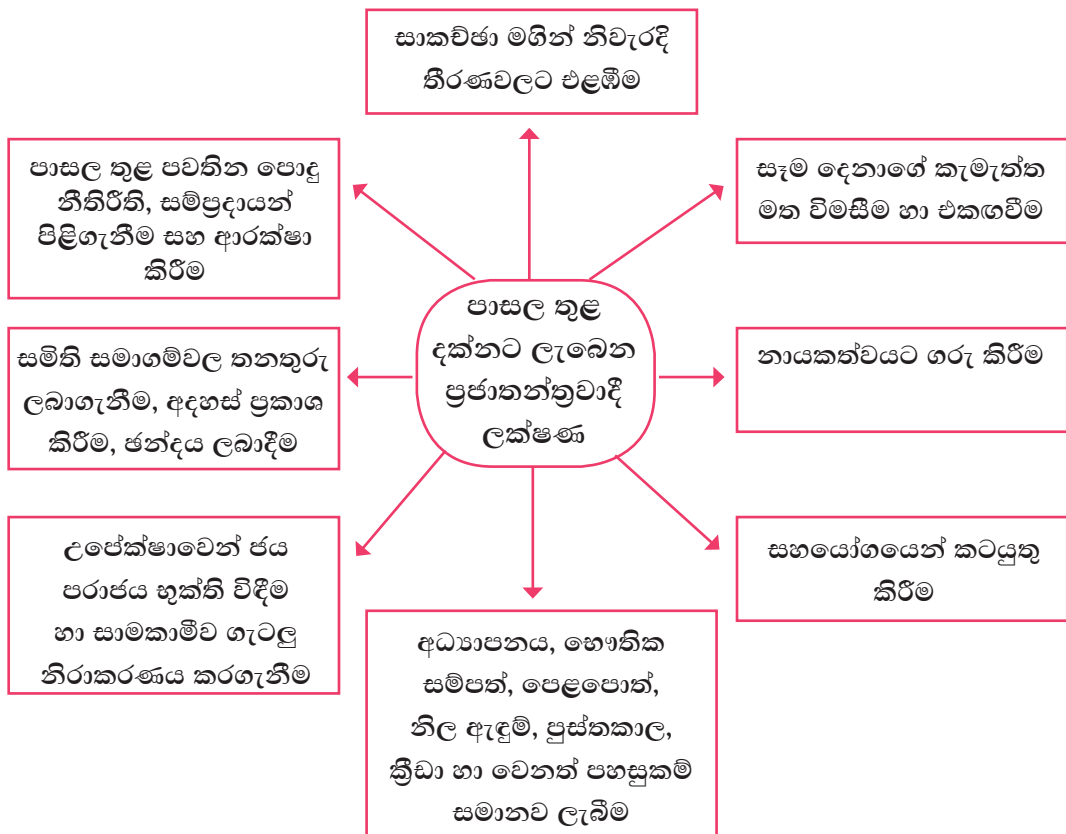 සාකච්ඡා මගින් නිවැරදි
තීරණවලට එළඹීම
පාසල තුළ පවතින පොදු
නීතිරීති, සම්ප්‍රදායන්
පිළිගැනීම සහ ආරක්ෂා
කිරීම
සෑම දෙනාගේ කැමැත්ත
මත විමසීම හා එකඟවීම
පාසල තුළ
දක්නට ලැබෙන
ප්‍රජාතන්ත්‍රවාදී
ලක්ෂණ
සමිති සමාගම්වල තනතුරු
ලබාගැනීම, අදහස් ප්‍රකාශ
කිරීම, ඡන්දය ලබාදීම
නායකත්වයට ගරු කිරීම
උපේක්ෂාවෙන් ජය
පරාජය භුක්ති විඳීම
හා සාමකාමීව ගැටලු
නිරාකරණය කරගැනීම
සහයෝගයෙන් කටයුතු
කිරීම
අධ්‍යාපනය, භෞතික
සම්පත්, පෙළපොත්,
නිල ඇඳුම්, පුස්තකාල,
ක්‍රීඩා හා වෙනත් පහසුකම්
සමානව ලැබීම